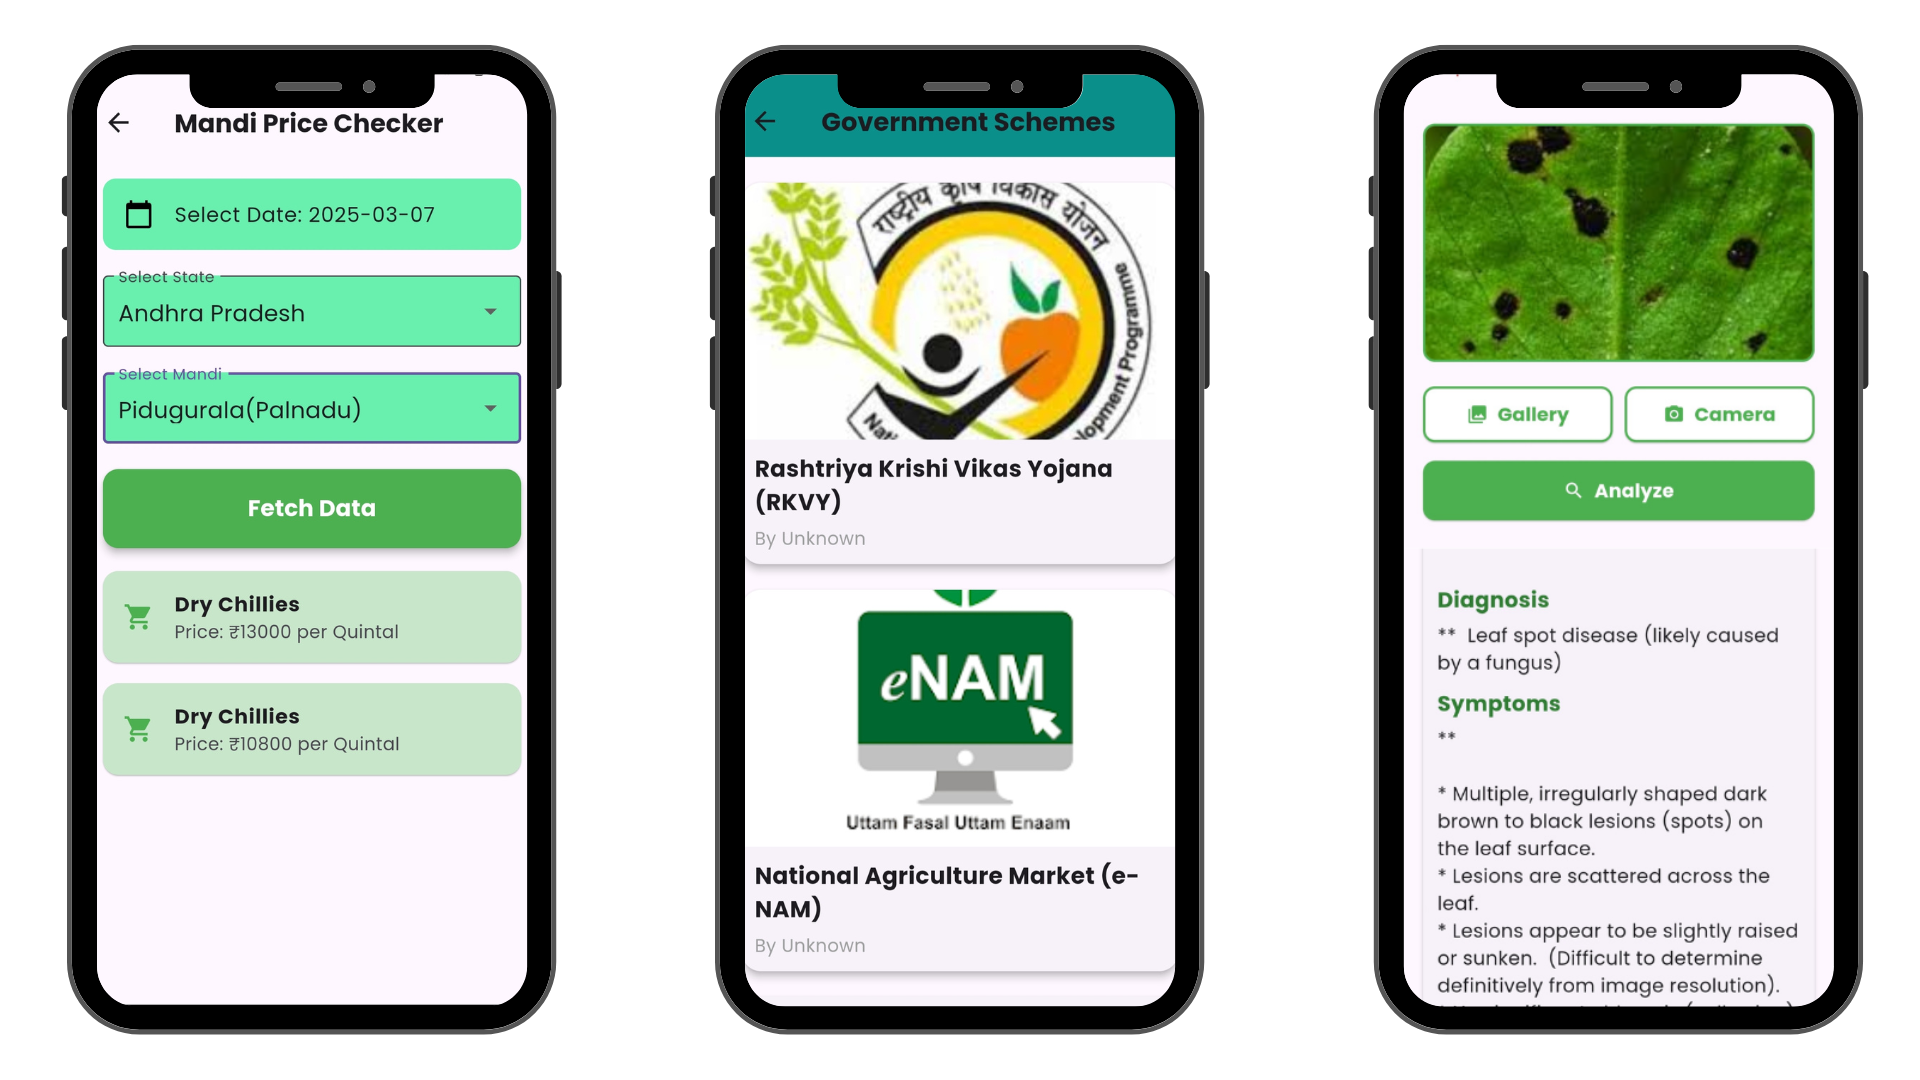 Mandi Price Checker
Select Date: 2025-03-07
Select State
Andhra Pradesh
Select Mandi
Pidugurala(Palnadu)
Fetch Data
Dry Chillies
Price: ₹13000 per Quintal
Dry Chillies
Price: ₹10800 per Quintal
Government Schemes
राष्ट्रीय कृषि विकास योजना
Programme
Rashtriya Krishi Vikas Yojana
(RKVY)
By Unknown
eNAM
Uttam Fasal Uttam Enaam
National Agriculture Market (e-
NAM)
By Unknown
Gallery
Camera
Analyze
Diagnosis
** Leaf spot disease (likely caused
by a fungus)
Symptoms
**
* Multiple, irregularly shaped dark
brown to black lesions (spots) on
the leaf surface.
* Lesions are scattered across the
leaf.
* Lesions appear to be slightly raised
or sunken. (Difficult to determine
definitively from image resolution).